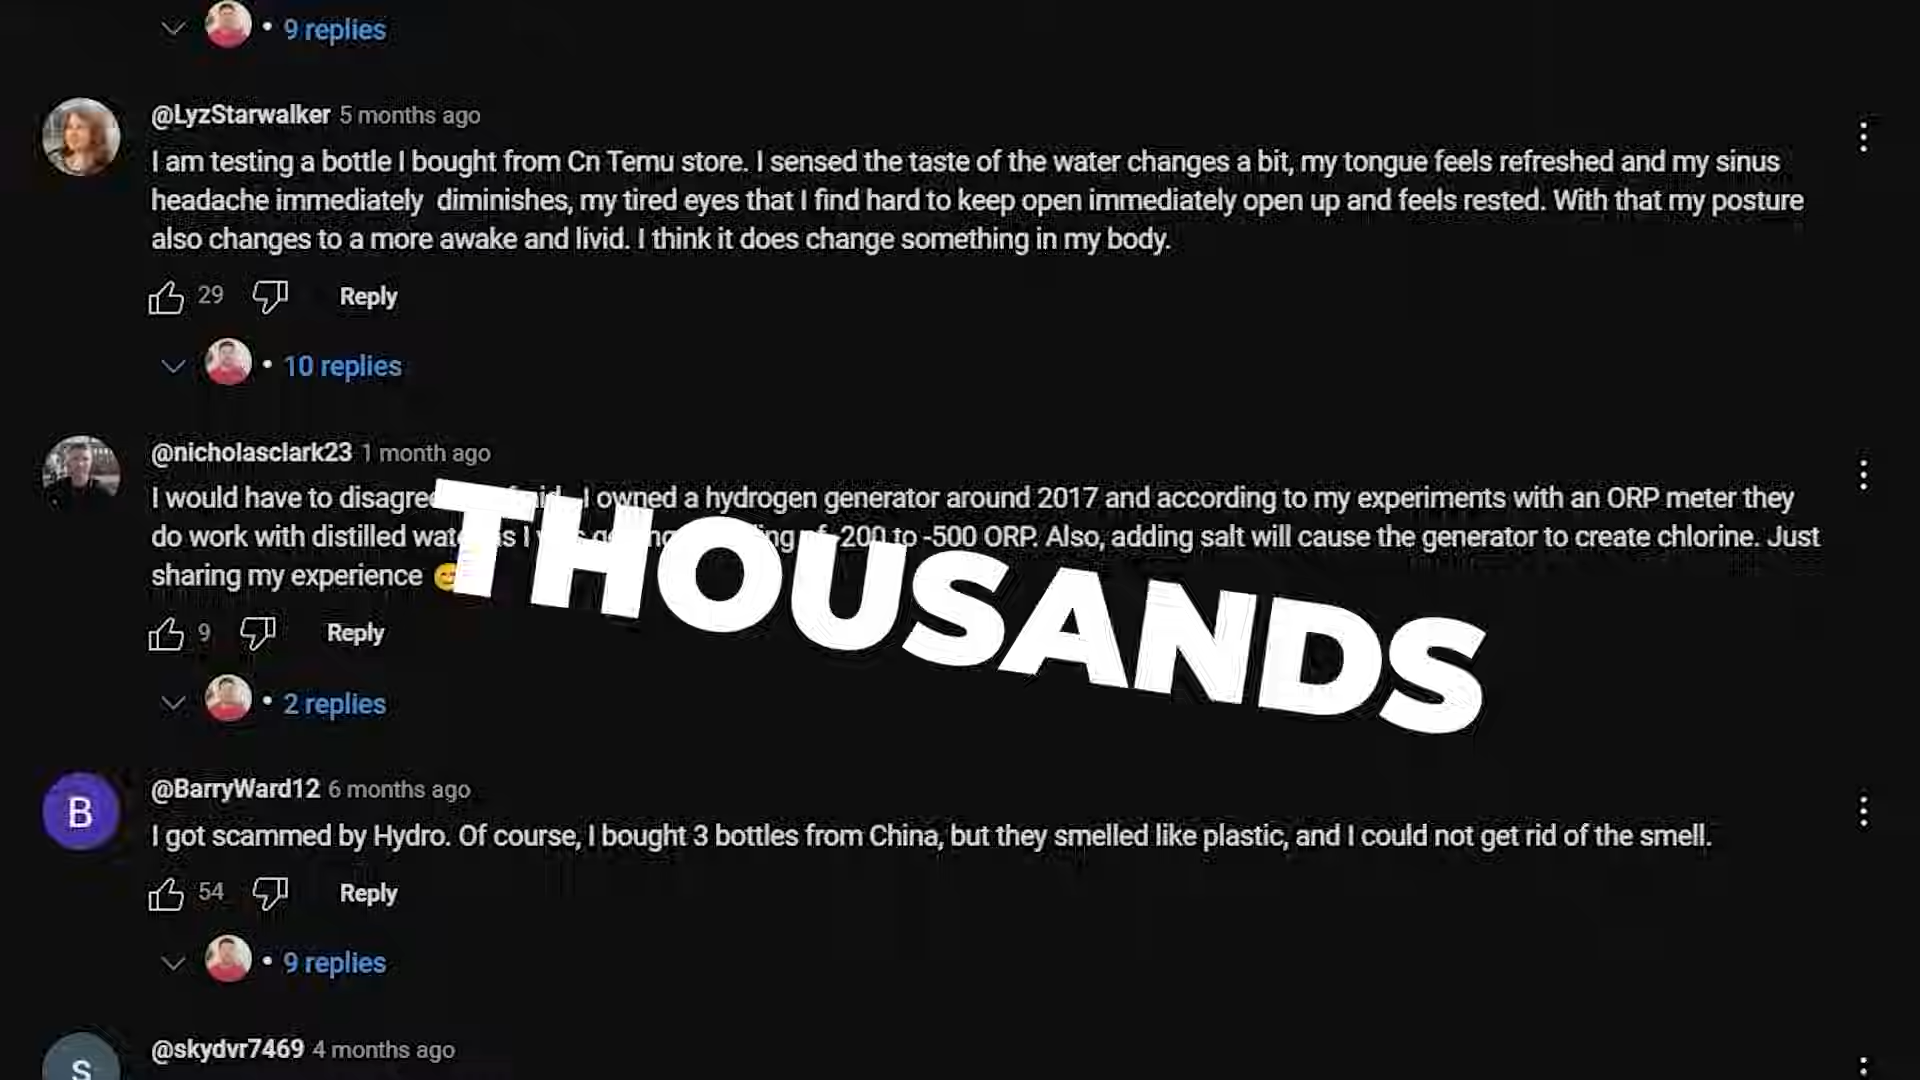 • 9 replies
@LyzStarwalker 5 months ago
I am testing a bottle I bought from Cn Temu store. I sensed the taste of the water changes a bit, my tongue feels refreshed and my sinus
headache immediately diminishes, my tired eyes that I find hard to keep open immediately open up and feels rested. With that my posture
also changes to a more awake and livid. I think it does change something in my body.
29 Reply
• 10 replies
@nicholasclark23 1 month ago
I would have to disagree I owned a hydrogen generator around 2017 and according to my experiments with an ORP meter they
do work with distilled I of -200 to -500 ORP. Also, adding salt will cause the generator to create chlorine. Just
sharing my experience 😊
THOUSANDS
9 Reply
• 2 replies
B
@BarryWard12 6 months ago
I got scammed by Hydro. Of course, I bought 3 bottles from China, but they smelled like plastic, and I could not get rid of the smell.
54 Reply
• 9 replies
S
@skydvr7469 4 months ago